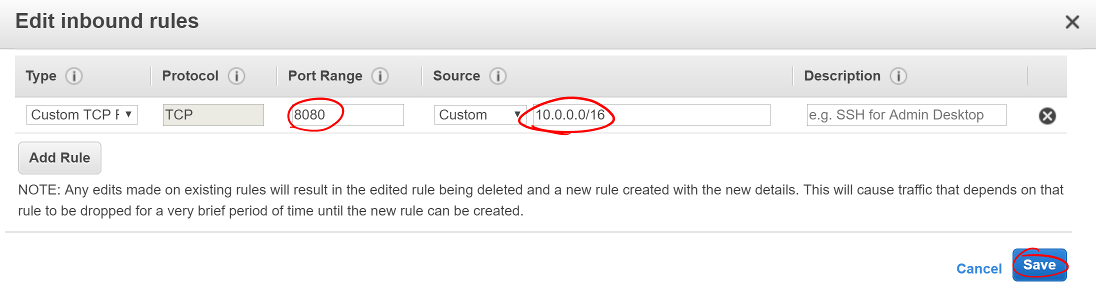 Edit inbound rules
Type Protocol Port Range Source Description
Custom TCP F TCP 8080 Custom 10.0.0.0/16 e.g. SSH for Admin Desktop
Add Rule
NOTE: Any edits made on existing rules will result in the edited rule being deleted and a new rule created with the new details. This will cause traffic that depends on that
rule to be dropped for a very brief period of time until the new rule can be created.
Cancel Save